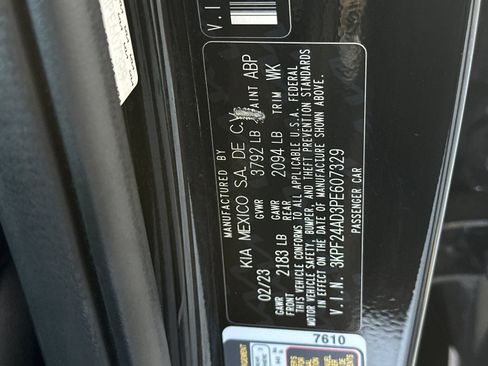 V.I
MANUFACTURED BY
KIA MEXICO S.A. DE C.V
02/23 GVWR 3792 LB PAINT ABP
GAWR FRONT 2183 LB GAWR REAR 2094 LB TRIM WK
THIS VEHICLE CONFORMS TO ALL APPLICABLE U.S.A. FEDERAL
MOTOR VEHICLE SAFETY, BUMPER, AND THEFT PREVENTION STANDARDS
IN EFFECT ON THE DATE OF MANUFACTURE SHOWN ABOVE.
V.I.N. 3KPF24AD3PE607329
PASSENGER CAR
7610